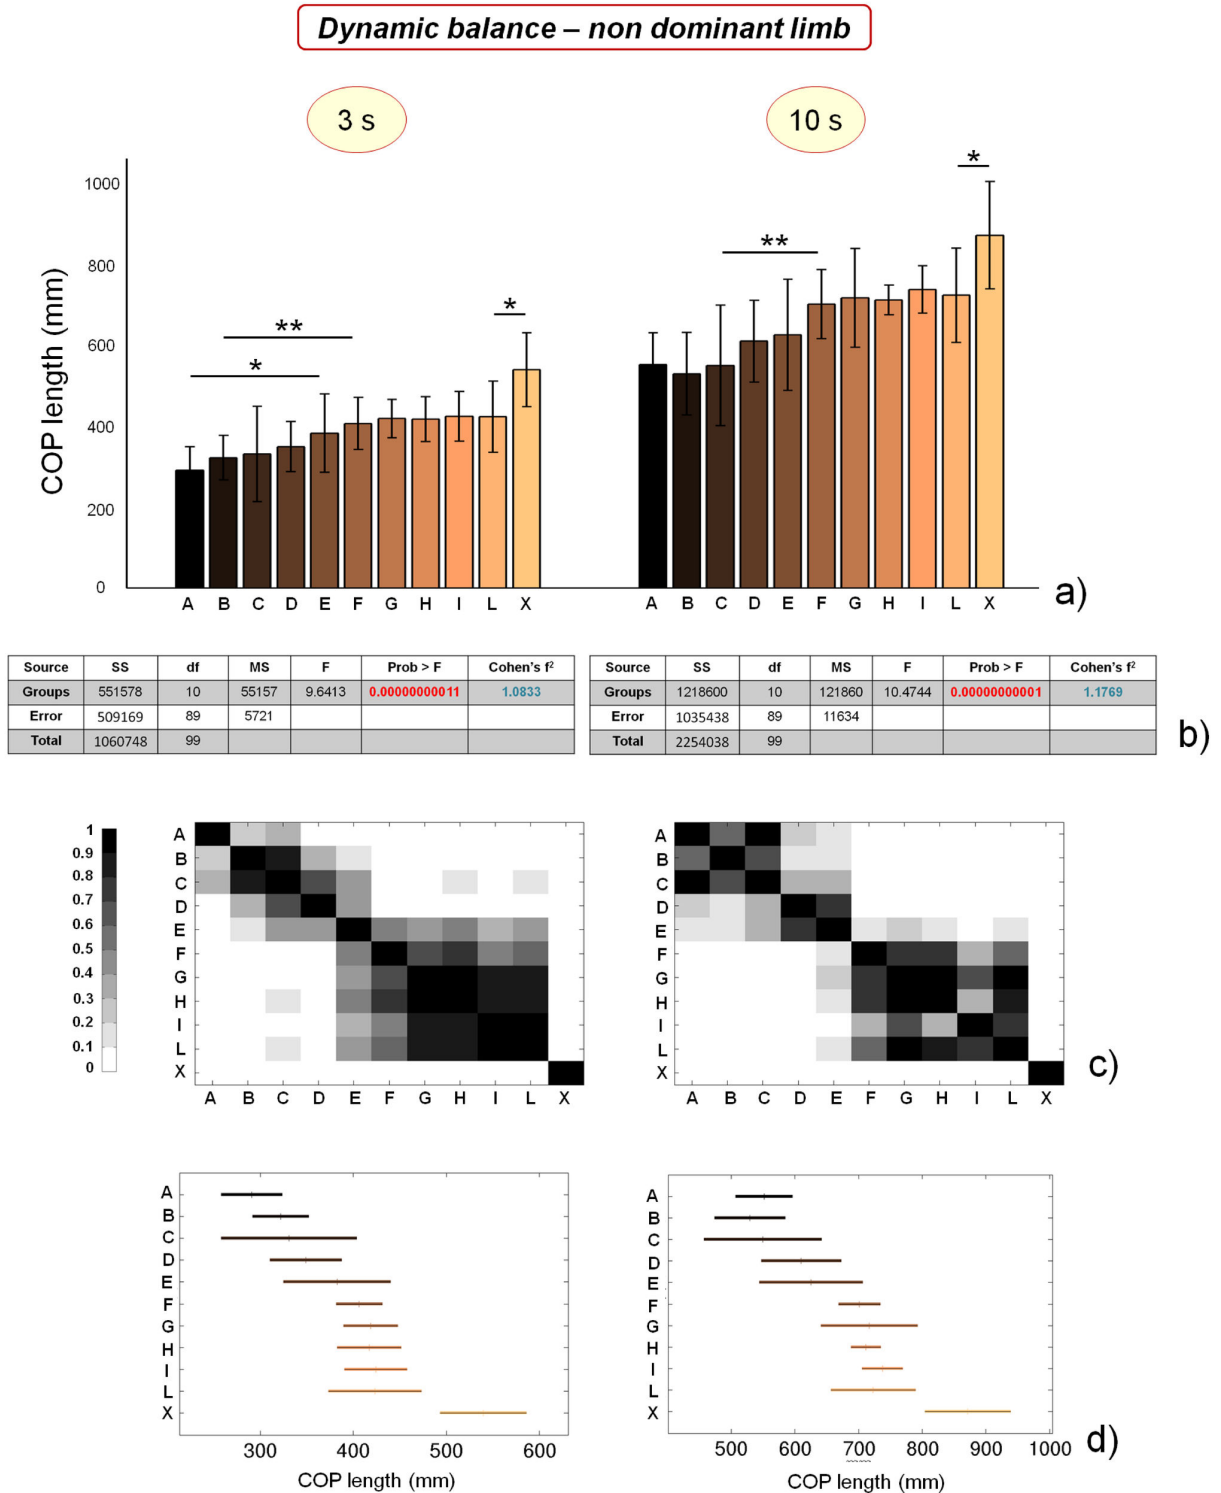 Dynamic balance – non dominant limb
3 s
10 s
*
**
*
**
*
COP length (mm)
1000
800
600
400
200
0
A B C D E F G H I L X
A B C D E F G H I L X
a)
Source SS df MS F Prob > F Cohen's f²
Groups 551578 10 55157 9.6413 0.00000000011 1.0833
Error 509169 89 5721
Total 1060748 99
Source SS df MS F Prob > F Cohen's f²
Groups 1218600 10 121860 10.4744 0.00000000001 1.1769
Error 1035438 89 11634
Total 2254038 99
b)
1
0.9
0.8
0.7
0.6
0.5
0.4
0.3
0.2
0.1
0
A
B
C
D
E
F
G
H
I
L
X
A B C D E F G H I L X
A
B
C
D
E
F
G
H
I
L
X
A B C D E F G H I L X
c)
A
B
C
D
E
F
G
H
I
L
X
300 400 500 600
COP length (mm)
A
B
C
D
E
F
G
H
I
L
X
500 600 700 800 900 1000
COP length (mm)
d)